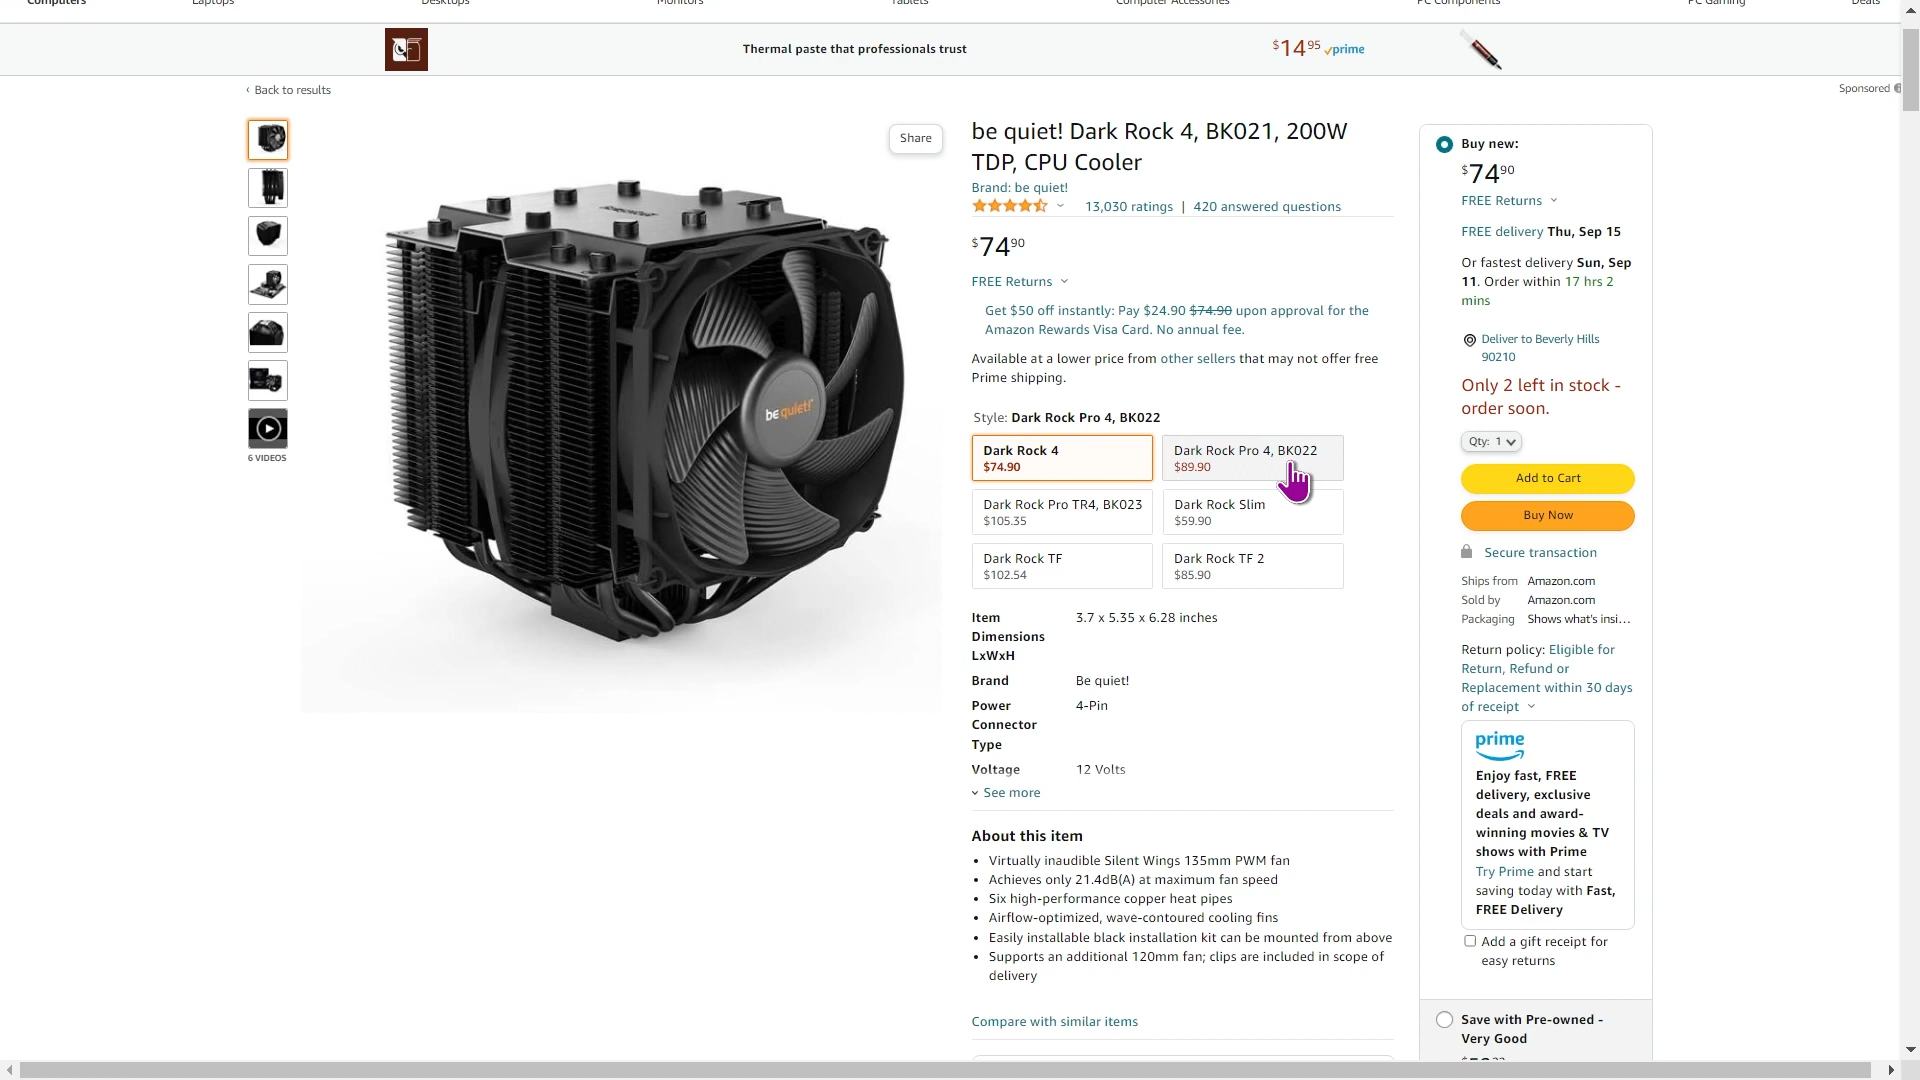 Computers Laptops Desktops Monitors Tablets Computer Accessories PC Components PC Gaming Deals
Thermal paste that professionals trust $14 95 prime
‹ Back to results
Sponsored
Share
6 VIDEOS
be quiet! Dark Rock 4, BK021, 200W
TDP, CPU Cooler
Brand: be quiet!
13,030 ratings | 420 answered questions
$74 90
FREE Returns
Get $50 off instantly: Pay $24.90 $74.90 upon approval for the
Amazon Rewards Visa Card. No annual fee.
Available at a lower price from other sellers that may not offer free
Prime shipping.
Style: Dark Rock Pro 4, BK022
Dark Rock 4
$74.90
Dark Rock Pro 4, BK022
$89.90
Dark Rock Pro TR4, BK023
$105.35
Dark Rock Slim
$59.90
Dark Rock TF
$102.54
Dark Rock TF 2
$85.90
Item 3.7 x 5.35 x 6.28 inches
Dimensions
LxWxH
Brand Be quiet!
Power 4-Pin
Connector
Type
Voltage 12 Volts
See more
About this item
• Virtually inaudible Silent Wings 135mm PWM fan
• Achieves only 21.4dB(A) at maximum fan speed
• Six high-performance copper heat pipes
• Airflow-optimized, wave-contoured cooling fins
• Easily installable black installation kit can be mounted from above
• Supports an additional 120mm fan; clips are included in scope of
delivery
Compare with similar items
be quiet!
Buy new:
$74 90
FREE Returns
FREE delivery Thu, Sep 15
Or fastest delivery Sun, Sep
11. Order within 17 hrs 2
mins
Deliver to Beverly Hills
90210
Only 2 left in stock -
order soon.
Qty: 1
Add to Cart
Buy Now
Secure transaction
Ships from Amazon.com
Sold by Amazon.com
Packaging Shows what's insi...
Return policy: Eligible for
Return, Refund or
Replacement within 30 days
of receipt
prime
Enjoy fast, FREE
delivery, exclusive
deals and award-
winning movies & TV
shows with Prime
Try Prime and start
saving today with Fast,
FREE Delivery
Add a gift receipt for
easy returns
Save with Pre-owned -
Very Good